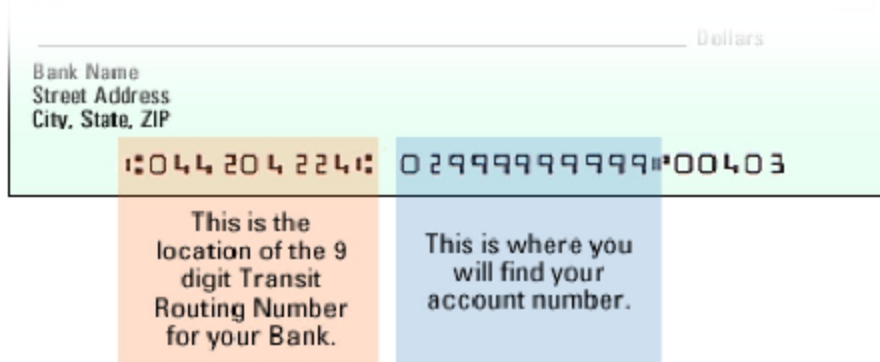 Dollars
Bank Name
Street Address
City, State, ZIP
⑆044204224⑆ 02999999999⑈00403
This is the
location of the 9
digit Transit
Routing Number
for your Bank.
This is where you
will find your
account number.